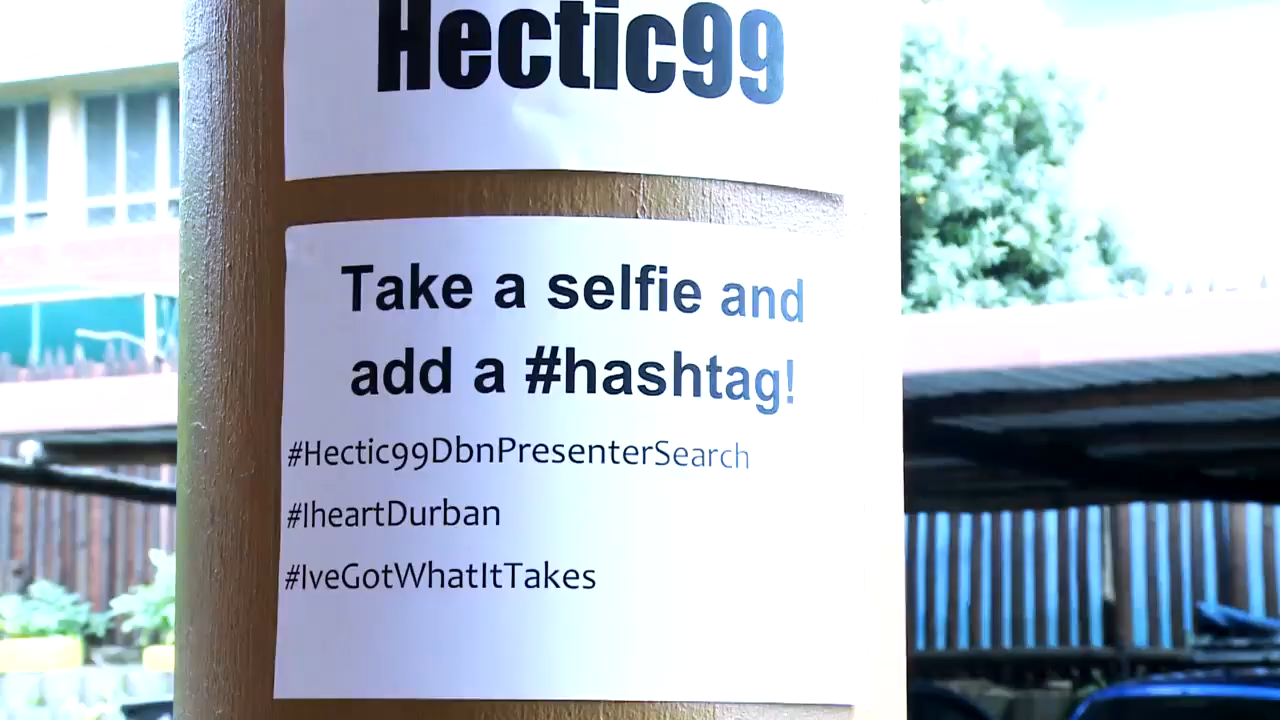 Hectic99
Take a selfie and
add a #hashtag!
#Hectic99DbnPresenterSearch
#IheartDurban
#IveGotWhatItTakes